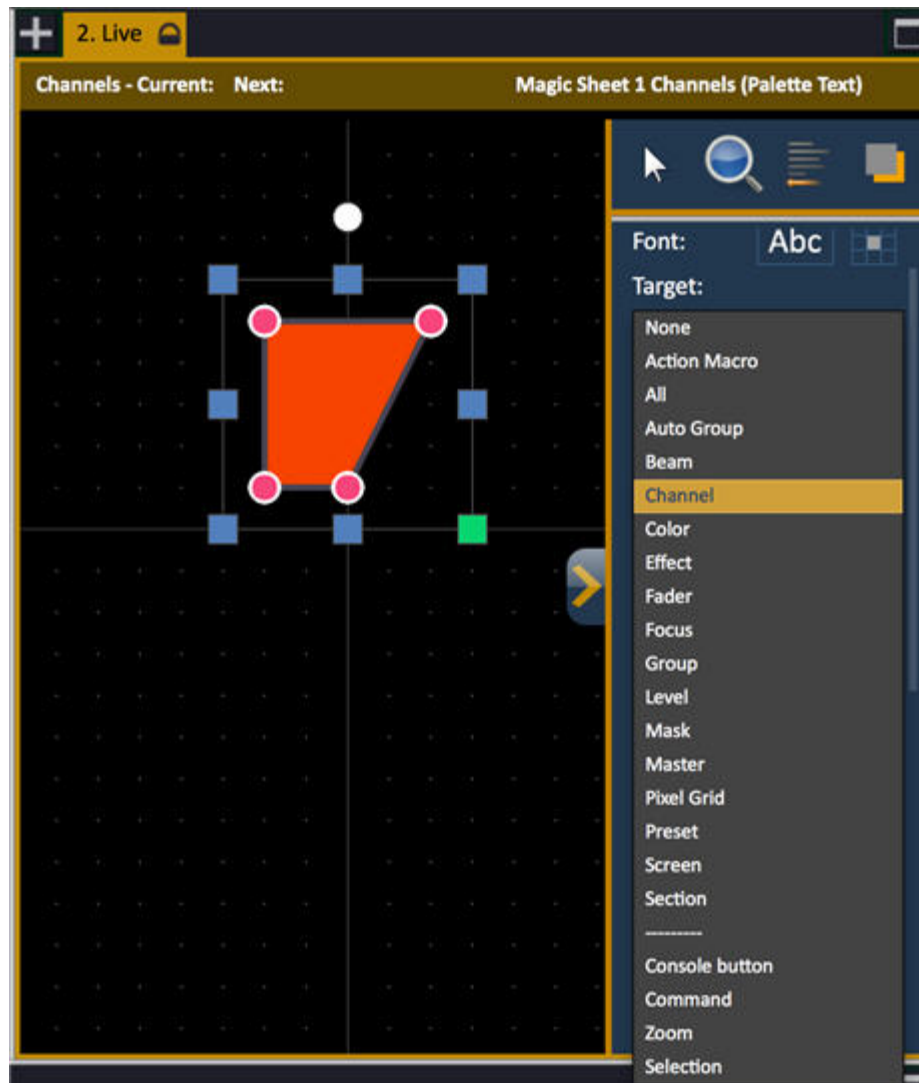 2. Live
Channels - Current: Next:
Magic Sheet 1 Channels (Palette Text)
Font:
Abc
Target:
None
Action Macro
All
Auto Group
Beam
Channel
Color
Effect
Fader
Focus
Group
Level
Mask
Master
Pixel Grid
Preset
Screen
Section
---------
Console button
Command
Zoom
Selection